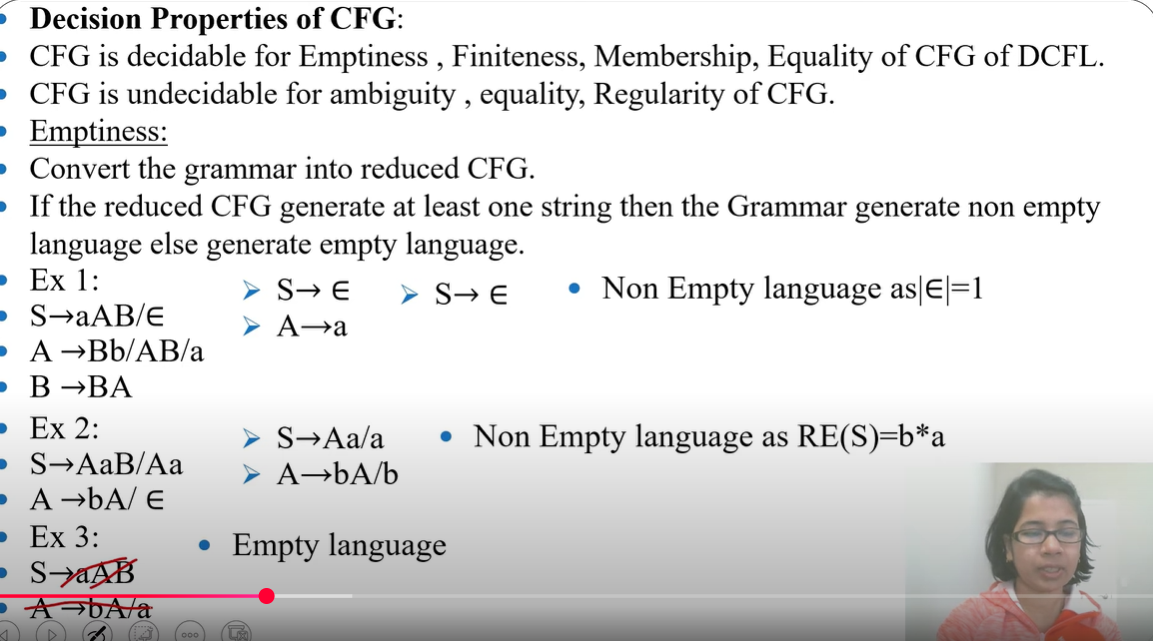 Decision Properties of CFG:
CFG is decidable for Emptiness , Finiteness, Membership, Equality of CFG of DCFL.
CFG is undecidable for ambiguity , equality, Regularity of CFG.
Emptiness:
Convert the grammar into reduced CFG.
If the reduced CFG generate at least one string then the Grammar generate non empty
language else generate empty language.
Ex 1:
S→aAB/∈
A →Bb/AB/a
B →BA
S→ ∈
A→a
S→ ∈
Non Empty language as|∈|=1
Ex 2:
S→AaB/Aa
A →bA/ ∈
S→Aa/a
A→bA/b
Non Empty language as RE(S)=b*a
Ex 3:
S→aAB
A →bA/a
Empty language